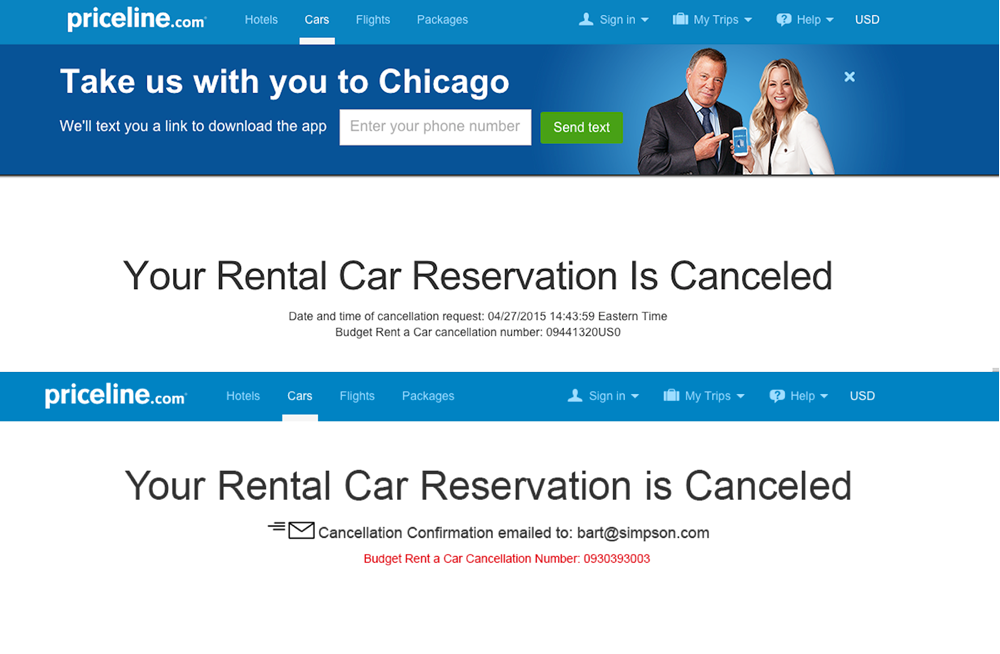 priceline.com Hotels Cars Flights Packages Sign in My Trips Help USD
Take us with you to Chicago
We'll text you a link to download the app Enter your phone number Send text
Your Rental Car Reservation Is Canceled
Date and time of cancellation request: 04/27/2015 14:43:59 Eastern Time
Budget Rent a Car cancellation number: 09441320US0
priceline.com Hotels Cars Flights Packages Sign in My Trips Help USD
Your Rental Car Reservation is Canceled
Cancellation Confirmation emailed to: bart@simpson.com
Budget Rent a Car Cancellation Number: 0930393003